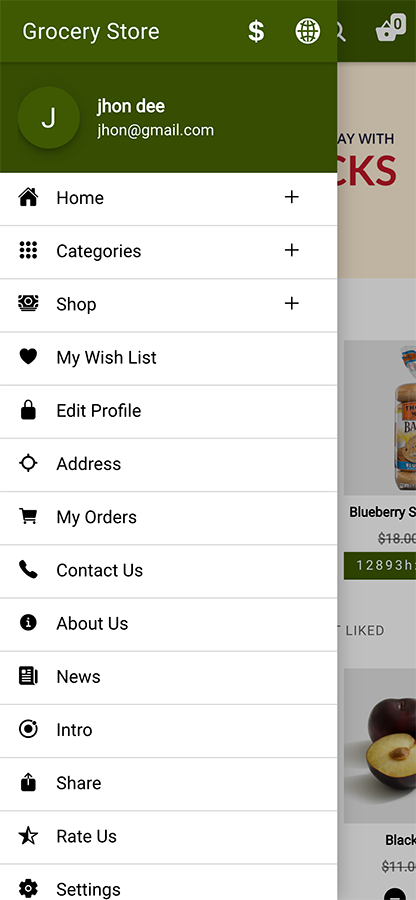 Grocery Store
$
0
J
jhon dee
jhon@gmail.com
AY WITH
CKS
Home
Categories
Shop
My Wish List
Edit Profile
Address
My Orders
Contact Us
About Us
News
Intro
Share
Rate Us
Settings
BA
Blueberry S
$18.00
12893h:
T LIKED
Black
$11.0